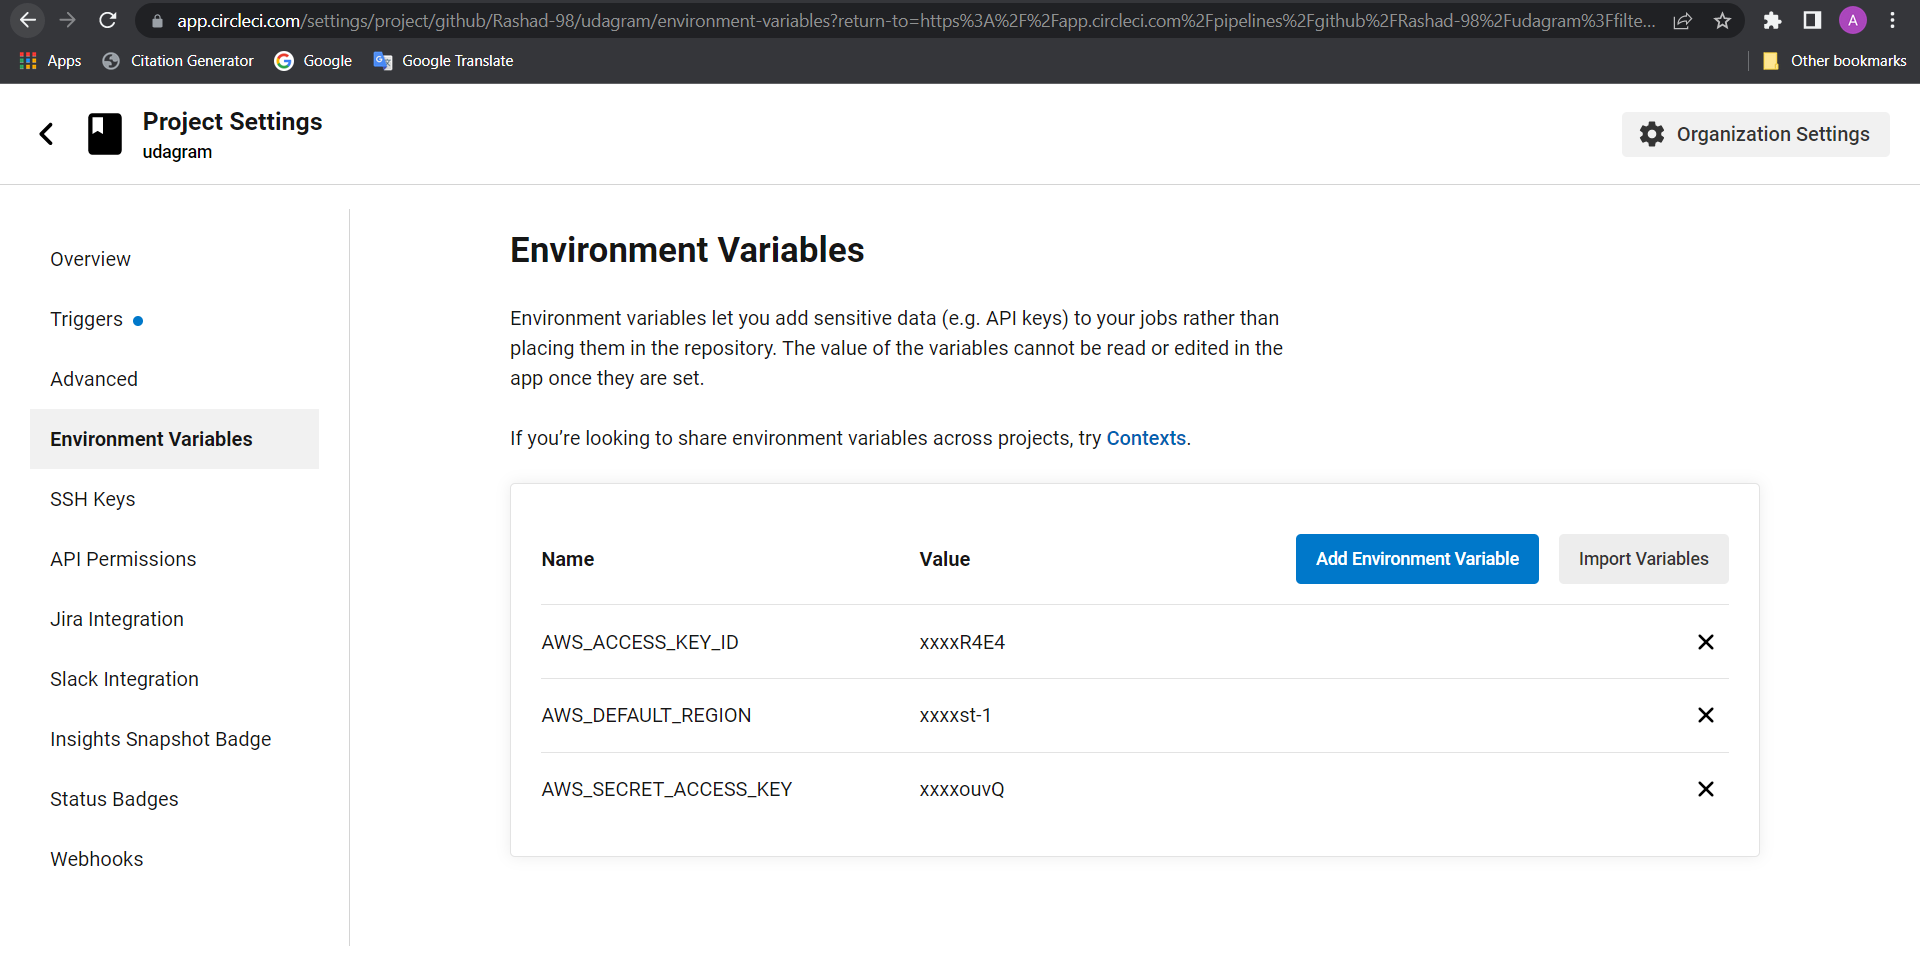 app.circleci.com/settings/project/github/Rashad-98/udagram/environment-variables?return-to=https%3A%2F%2Fapp.circleci.com%2Fpipelines%2Fgithub%2FRashad-98%2Fudagram%3Ffilte...
A
Apps
Citation Generator
Google
Google Translate
Other bookmarks
Project Settings
udagram
Organization Settings
Overview
Triggers
Advanced
Environment Variables
SSH Keys
API Permissions
Jira Integration
Slack Integration
Insights Snapshot Badge
Status Badges
Webhooks
Environment Variables
Environment variables let you add sensitive data (e.g. API keys) to your jobs rather than
placing them in the repository. The value of the variables cannot be read or edited in the
app once they are set.
If you’re looking to share environment variables across projects, try Contexts.
Name Value Add Environment Variable Import Variables
AWS_ACCESS_KEY_ID xxxxR4E4
AWS_DEFAULT_REGION xxxxst-1
AWS_SECRET_ACCESS_KEY xxxxouvQ